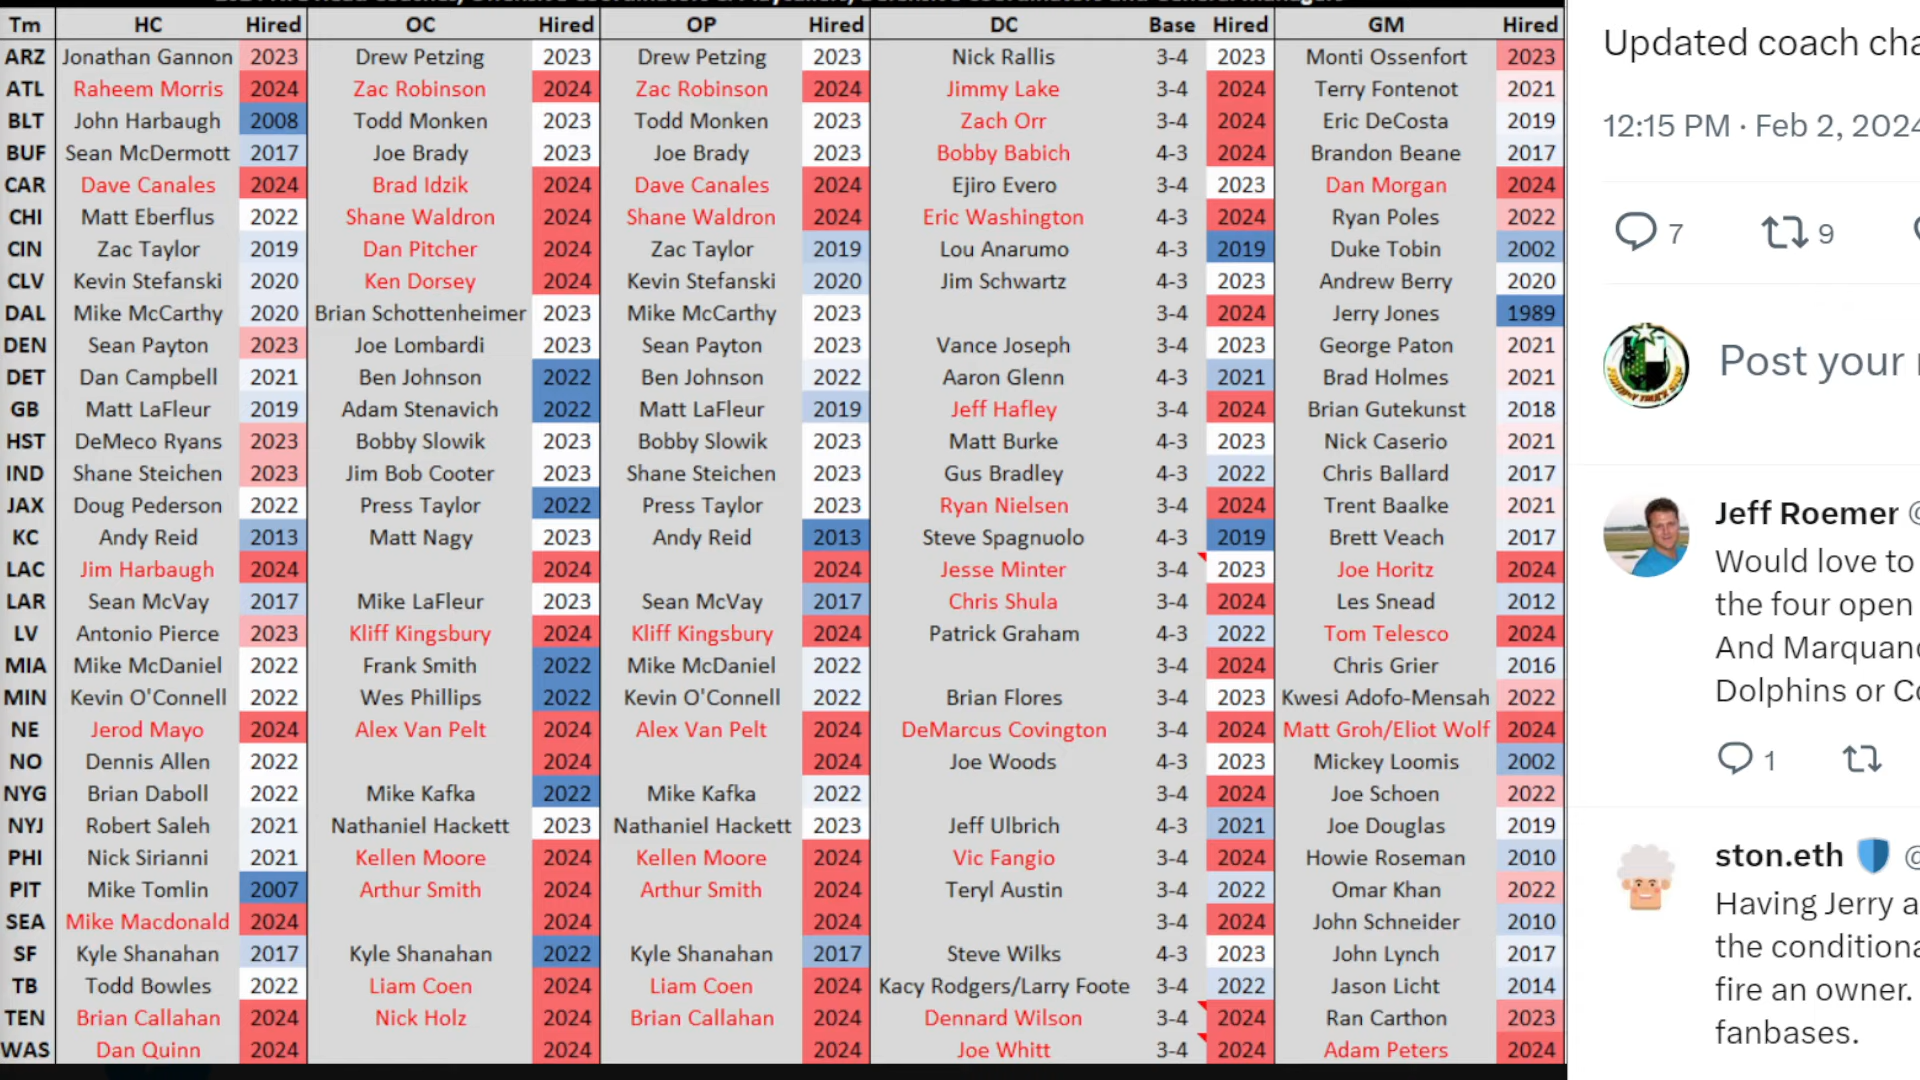 Tm HC Hired OC Hired OP Hired DC Base Hired GM Hired
ARZ Jonathan Gannon 2023 Drew Petzing 2023 Drew Petzing 2023 Nick Rallis 3-4 2023 Monti Ossenfort 2023
ATL Raheem Morris 2024 Zac Robinson 2024 Zac Robinson 2024 Jimmy Lake 3-4 2024 Terry Fontenot 2021
BLT John Harbaugh 2008 Todd Monken 2023 Todd Monken 2023 Zach Orr 3-4 2024 Eric DeCosta 2019
BUF Sean McDermott 2017 Joe Brady 2023 Joe Brady 2023 Bobby Babich 4-3 2024 Brandon Beane 2017
CAR Dave Canales 2024 Brad Idzik 2024 Dave Canales 2024 Ejiro Evero 3-4 2023 Dan Morgan 2024
CHI Matt Eberflus 2022 Shane Waldron 2024 Shane Waldron 2024 Eric Washington 4-3 2024 Ryan Poles 2022
CIN Zac Taylor 2019 Dan Pitcher 2024 Zac Taylor 2019 Lou Anarumo 4-3 2019 Duke Tobin 2002
CLV Kevin Stefanski 2020 Ken Dorsey 2024 Kevin Stefanski 2020 Jim Schwartz 4-3 2023 Andrew Berry 2020
DAL Mike McCarthy 2020 Brian Schottenheimer 2023 Mike McCarthy 2023 3-4 2024 Jerry Jones 1989
DEN Sean Payton 2023 Joe Lombardi 2023 Sean Payton 2023 Vance Joseph 3-4 2023 George Paton 2021
DET Dan Campbell 2021 Ben Johnson 2022 Ben Johnson 2022 Aaron Glenn 4-3 2021 Brad Holmes 2021
GB Matt LaFleur 2019 Adam Stenavich 2022 Matt LaFleur 2019 Jeff Hafley 3-4 2024 Brian Gutekunst 2018
HST DeMeco Ryans 2023 Bobby Slowik 2023 Bobby Slowik 2023 Matt Burke 4-3 2023 Nick Caserio 2021
IND Shane Steichen 2023 Jim Bob Cooter 2023 Shane Steichen 2023 Gus Bradley 4-3 2022 Chris Ballard 2017
JAX Doug Pederson 2022 Press Taylor 2022 Press Taylor 2023 Ryan Nielsen 3-4 2024 Trent Baalke 2021
KC Andy Reid 2013 Matt Nagy 2023 Andy Reid 2013 Steve Spagnuolo 4-3 2019 Brett Veach 2017
LAC Jim Harbaugh 2024 2024 2024 Jesse Minter 3-4 2023 Joe Horitz 2024
LAR Sean McVay 2017 Mike LaFleur 2023 Sean McVay 2017 Chris Shula 3-4 2024 Les Snead 2012
LV Antonio Pierce 2023 Kliff Kingsbury 2024 Kliff Kingsbury 2024 Patrick Graham 4-3 2022 Tom Telesco 2024
MIA Mike McDaniel 2022 Frank Smith 2022 Mike McDaniel 2022 3-4 2024 Chris Grier 2016
MIN Kevin O'Connell 2022 Wes Phillips 2022 Kevin O'Connell 2022 Brian Flores 3-4 2023 Kwesi Adofo-Mensah 2022
NE Jerod Mayo 2024 Alex Van Pelt 2024 Alex Van Pelt 2024 DeMarcus Covington 3-4 2024 Matt Groh/Eliot Wolf 2024
NO Dennis Allen 2022 2024 2024 Joe Woods 4-3 2023 Mickey Loomis 2002
NYG Brian Daboll 2022 Mike Kafka 2022 Mike Kafka 2022 3-4 2024 Joe Schoen 2022
NYJ Robert Saleh 2021 Nathaniel Hackett 2023 Nathaniel Hackett 2023 Jeff Ulbrich 4-3 2021 Joe Douglas 2019
PHI Nick Sirianni 2021 Kellen Moore 2024 Kellen Moore 2024 Vic Fangio 3-4 2024 Howie Roseman 2010
PIT Mike Tomlin 2007 Arthur Smith 2024 Arthur Smith 2024 Teryl Austin 3-4 2022 Omar Khan 2022
SEA Mike Macdonald 2024 2024 2024 3-4 2024 John Schneider 2010
SF Kyle Shanahan 2017 Kyle Shanahan 2022 Kyle Shanahan 2017 Steve Wilks 4-3 2023 John Lynch 2017
TB Todd Bowles 2022 Liam Coen 2024 Liam Coen 2024 Kacy Rodgers/Larry Foote 3-4 2022 Jason Licht 2014
TEN Brian Callahan 2024 Nick Holz 2024 Brian Callahan 2024 Dennard Wilson 3-4 2024 Ran Carthon 2023
WAS Dan Quinn 2024 2024 2024 Joe Whitt 3-4 2024 Adam Peters 2024
Updated coach cha
12:15 PM · Feb 2, 2024
7 9
Post your
Jeff Roemer @
Would love to
the four open
And Marquand
Dolphins or Co
1
ston.eth @
Having Jerry a
the conditiona
fire an owner.
fanbases.